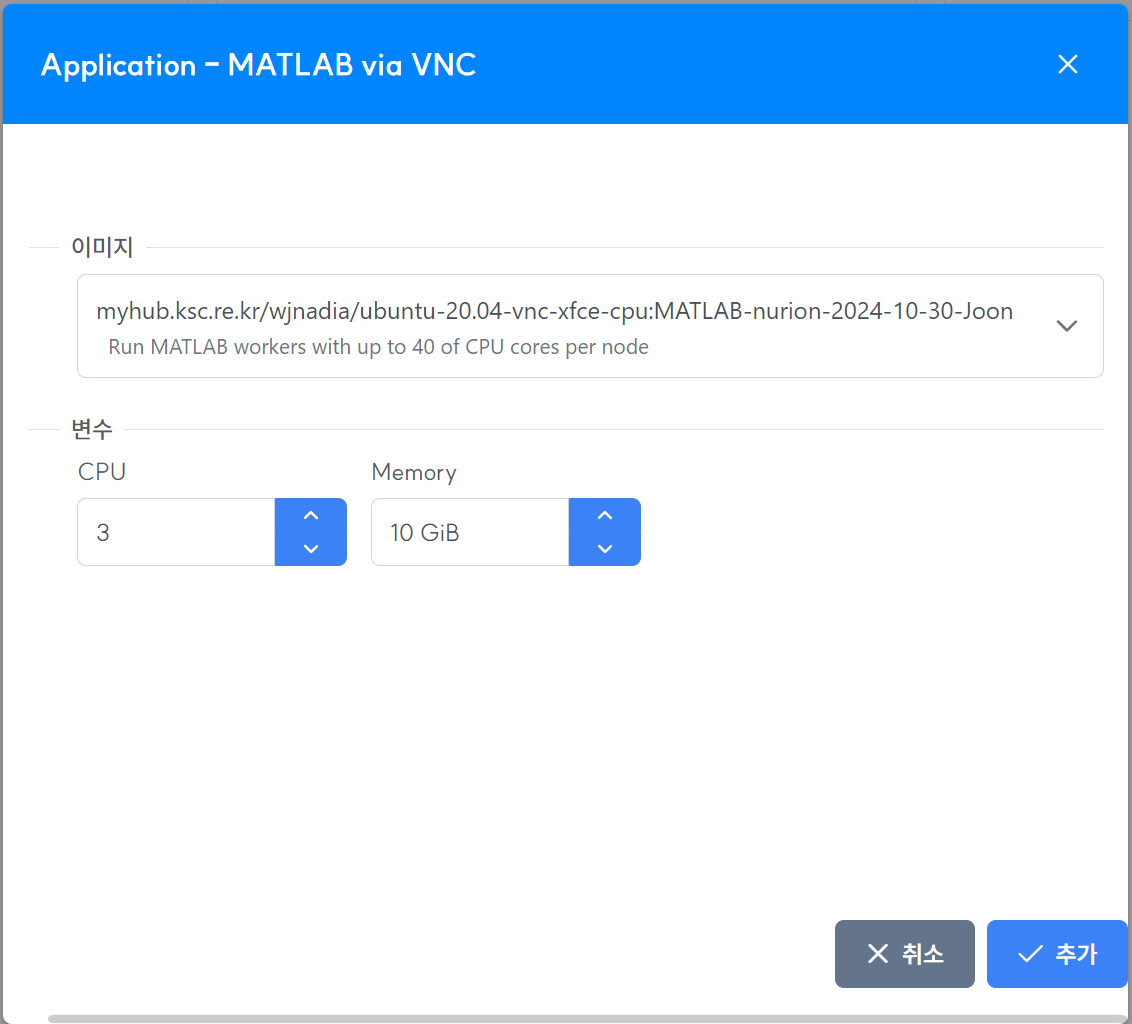 Application - MATLAB via VNC
이미지
myhub.ksc.re.kr/wjnadia/ubuntu-20.04-vnc-xfce-cpu:MATLAB-nurion-2024-10-30-Joon
Run MATLAB workers with up to 40 of CPU cores per node
변수
CPU Memory
3 10 GiB
취소 추가